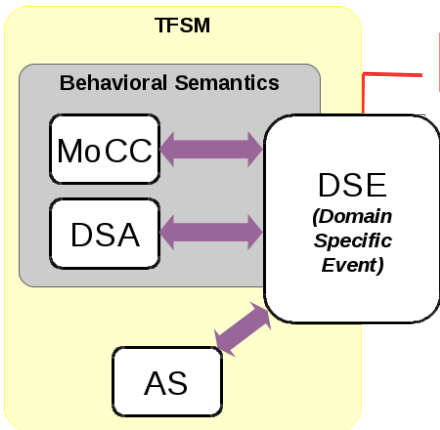 TFSM
Behavioral Semantics
MoCC
DSA
DSE
(Domain
Specific
Event)
AS